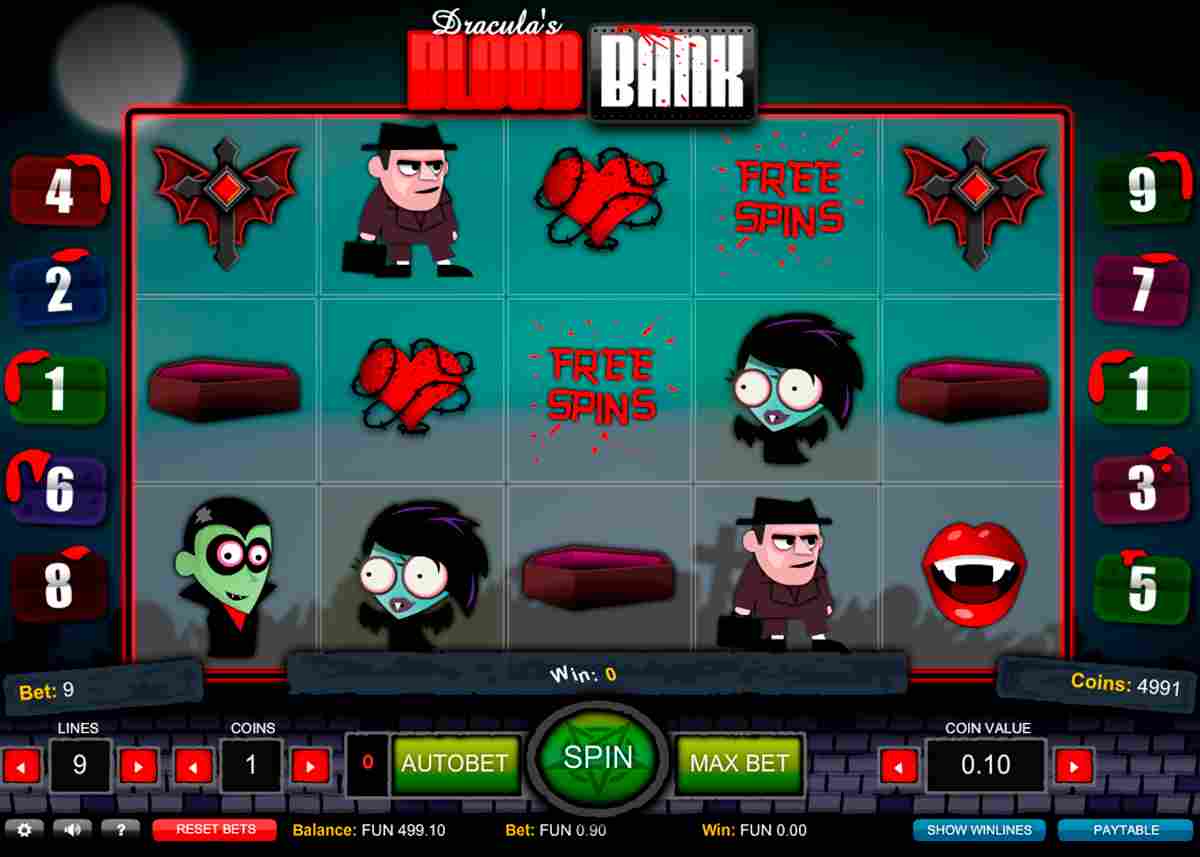 Dracula's
BLOOD BANK
FREE
SPINS
4
9
2
7
FREE
SPINS
1
1
6
3
8
5
Bet: 9
Win: 0
Coins: 4991
LINES
COINS
COIN VALUE
9
1
0
AUTOBET
SPIN
MAX BET
0.10
?
RESET BETS
Balance: FUN 499.10
Bet: FUN 0.90
Win: FUN 0.00
SHOW WINLINES
PAYTABLE